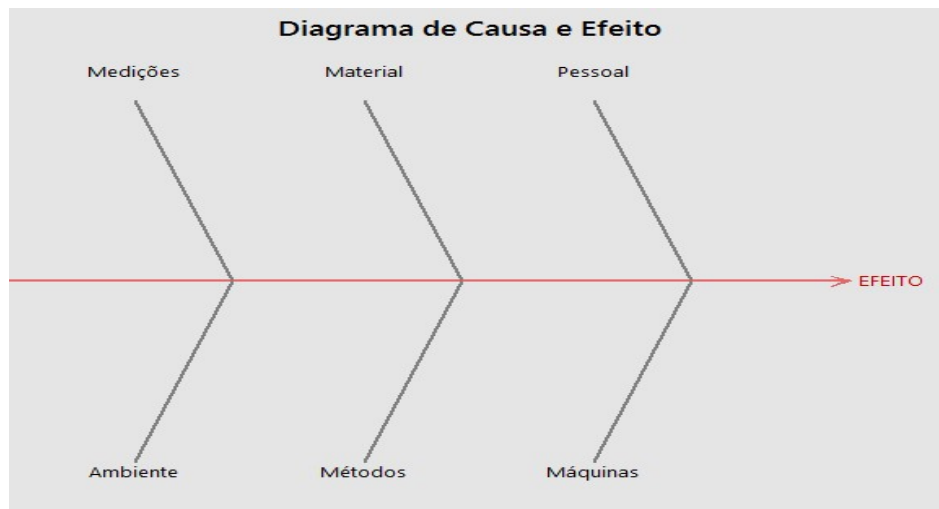 Diagrama de Causa e Efeito
Medições Material Pessoal
EFEITO
Ambiente Métodos Máquinas